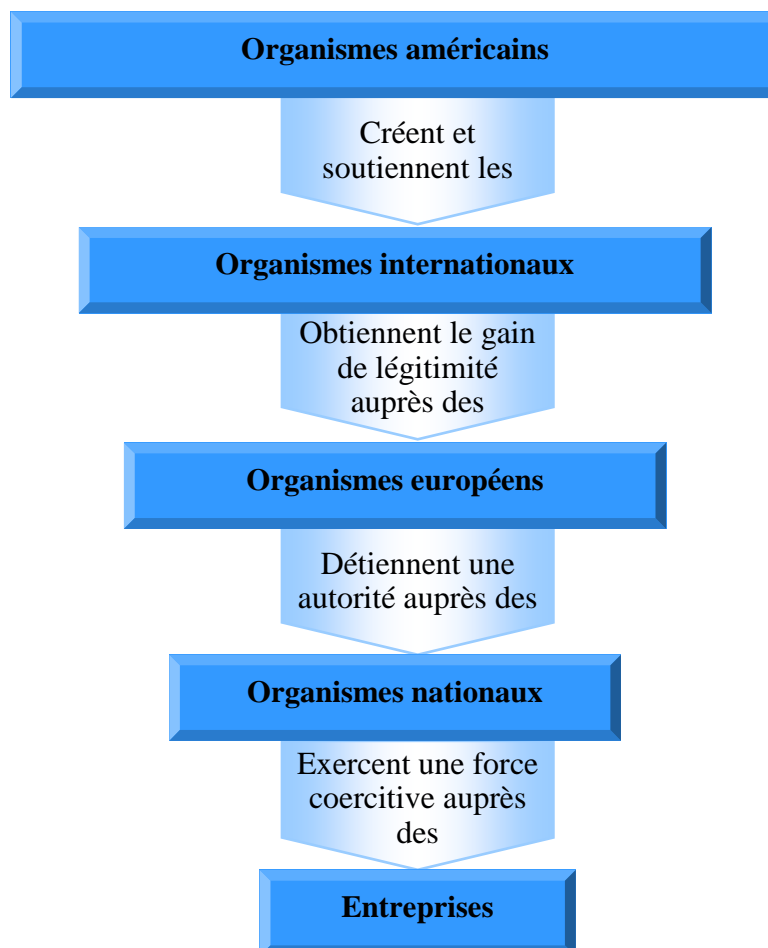 Organismes américains
Créent et
soutiennent les
Organismes internationaux
Obtiennent le gain
de légitimité
auprès des
Organismes européens
Détiennent une
autorité auprès des
Organismes nationaux
Exercent une force
coercitive auprès
des
Entreprises